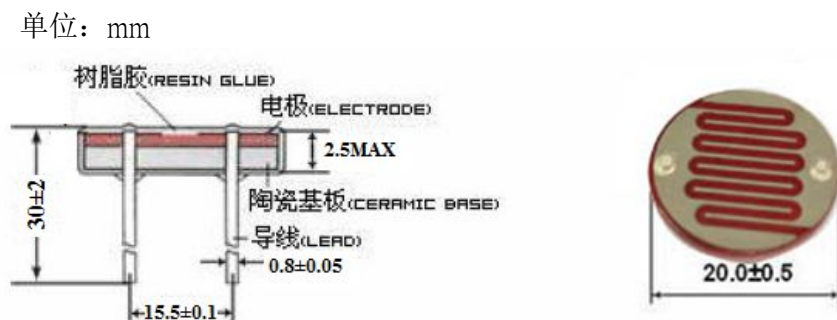 单位：mm
树脂胶(RESIN GLUE)
电极(ELECTRODE)
2.5MAX
30±2
陶瓷基板(CERAMIC BASE)
导线(LEAD)
0.8±0.05
15.5±0.1
20.0±0.5